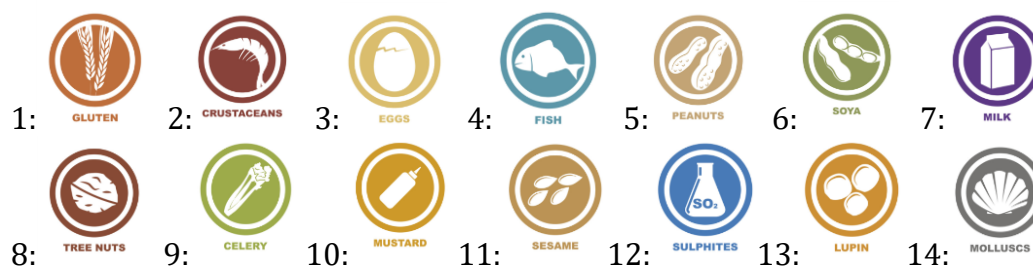 1: GLUTEN 2: CRUSTACEANS 3: EGGS 4: FISH 5: PEANUTS 6: SOYA 7: MILK
SO₂
8: TREE NUTS 9: CELERY 10: MUSTARD 11: SESAME 12: SULPHITES 13: LUPIN 14: MOLLUSCS